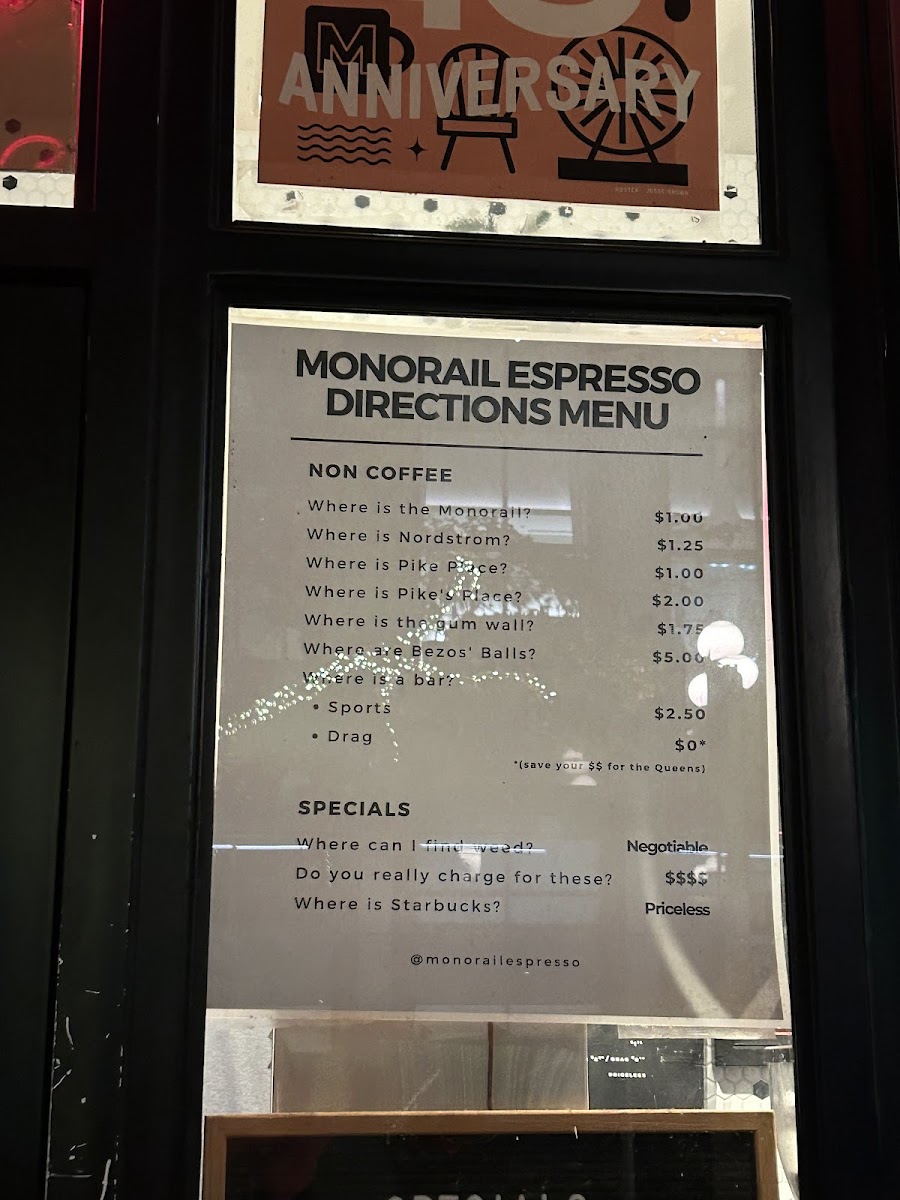 M
ANNIVERSARY
MONORAIL ESPRESSO
DIRECTIONS MENU
NON COFFEE
Where is the Monorail? $1.00
Where is Nordstrom? $1.25
Where is Pike Place? $1.00
Where is Pike's Place? $2.00
Where is the gum wall? $1.75
Where are Bezos' Balls? $5.00
Where is a bar?
• Sports $2.50
• Drag $0*
*(save your $$ for the Queens)
SPECIALS
Where can I find weed? Negotiable
Do you really charge for these? $$$$
Where is Starbucks? Priceless
@monorailespresso
SPECIALS